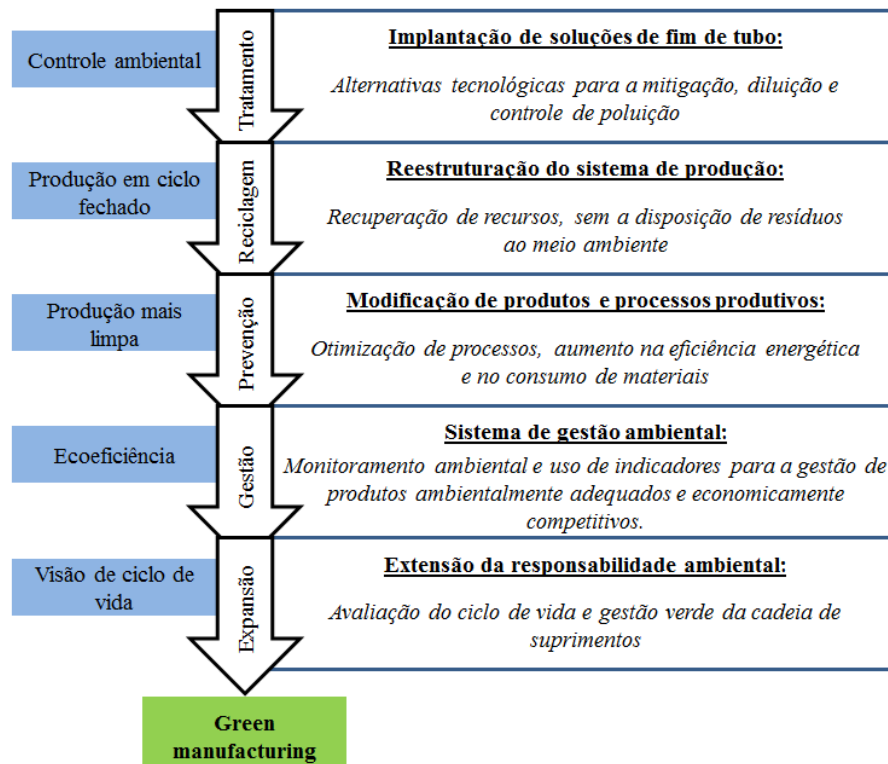 Controle ambiental
Tratamento
Implantação de soluções de fim de tubo:
Alternativas tecnológicas para a mitigação, diluição e
controle de poluição
Produção em ciclo
fechado
Reciclagem
Reestruturação do sistema de produção:
Recuperação de recursos, sem a disposição de resíduos
ao meio ambiente
Produção mais
limpa
Prevenção
Modificação de produtos e processos produtivos:
Otimização de processos, aumento na eficiência energética
e no consumo de materiais
Ecoeficiência
Gestão
Sistema de gestão ambiental:
Monitoramento ambiental e uso de indicadores para a gestão de
produtos ambientalmente adequados e economicamente
competitivos.
Visão de ciclo de
vida
Expansão
Extensão da responsabilidade ambiental:
Avaliação do ciclo de vida e gestão verde da cadeia de
suprimentos
Green
manufacturing